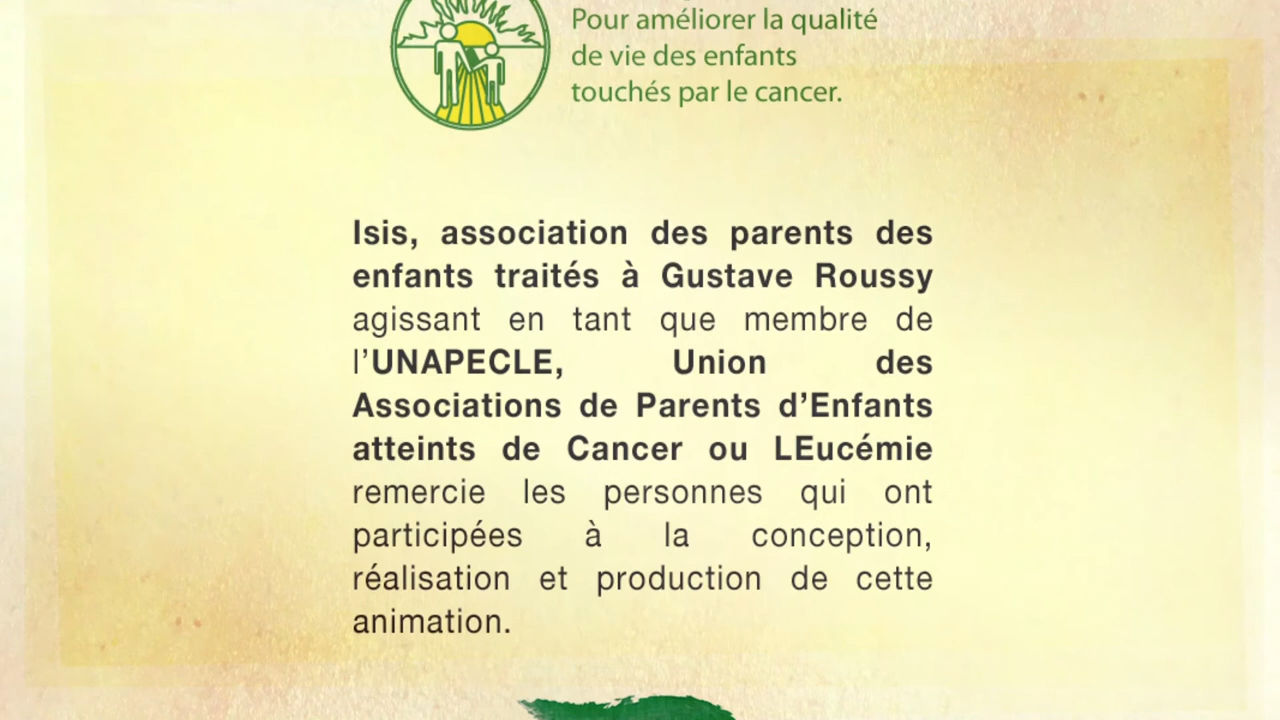 Pour améliorer la qualité
de vie des enfants
touchés par le cancer.
Isis, association des parents des
enfants traités à Gustave Roussy
agissant en tant que membre de
l’UNAPECLE, Union des
Associations de Parents d’Enfants
atteints de Cancer ou LEucémie
remercie les personnes qui ont
participées à la conception,
réalisation et production de cette
animation.